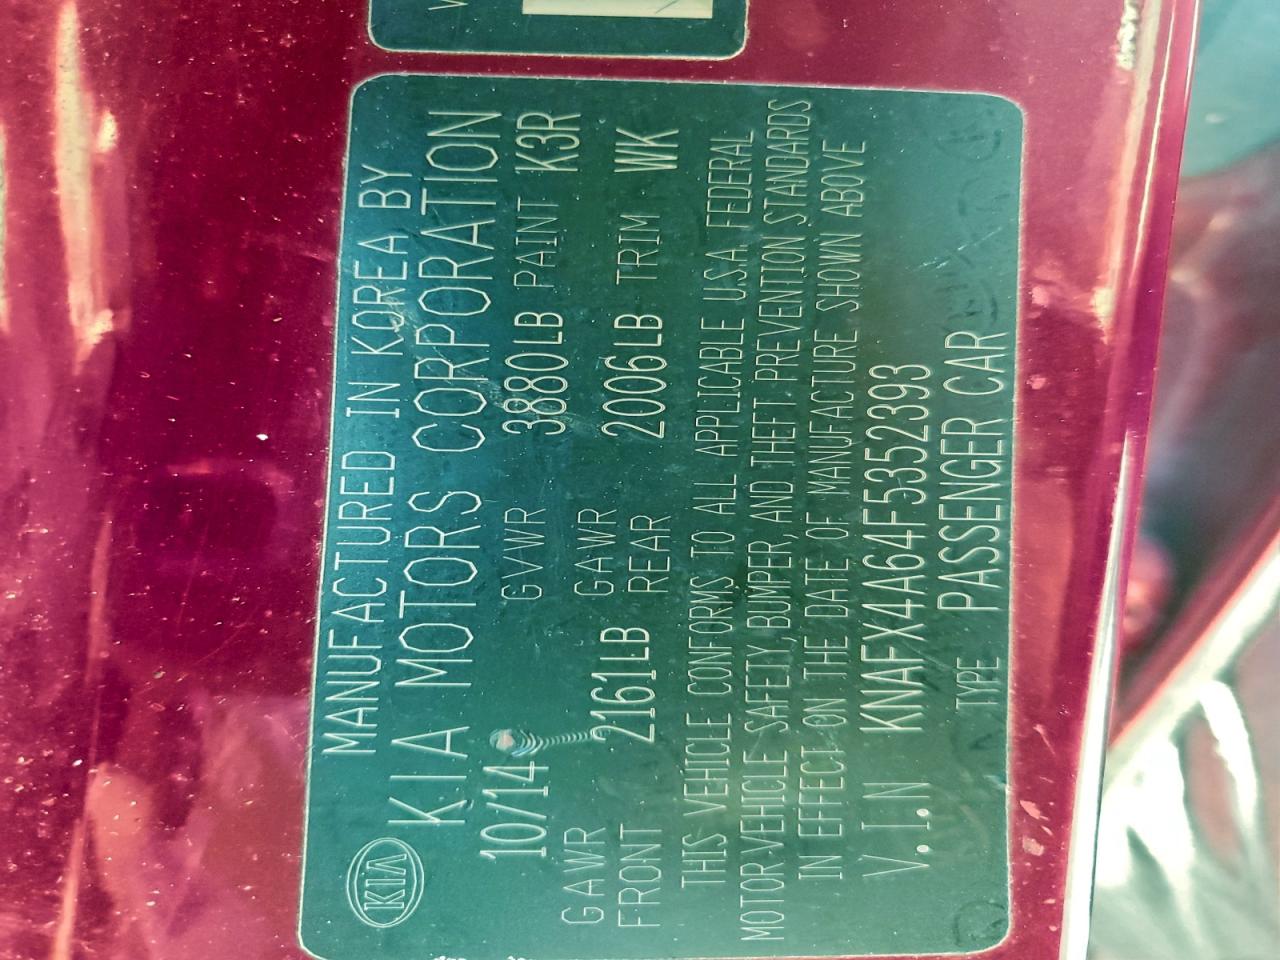 KIA
MANUFACTURED IN KOREA BY
KIA MOTORS CORPORATION
10/14 GVWR 3880LB PAINT K3R
GAWR FRONT 2161LB GAWR REAR 2006LB TRIM WK
THIS VEHICLE CONFORMS TO ALL APPLICABLE U.S.A. FEDERAL
MOTOR-VEHICLE SAFETY, BUMPER, AND THEFT PREVENTION STANDARDS
IN EFFECT ON THE DATE OF MANUFACTURE SHOWN ABOVE
V.I.N KNAFX4A64F5352393
TYPE PASSENGER CAR